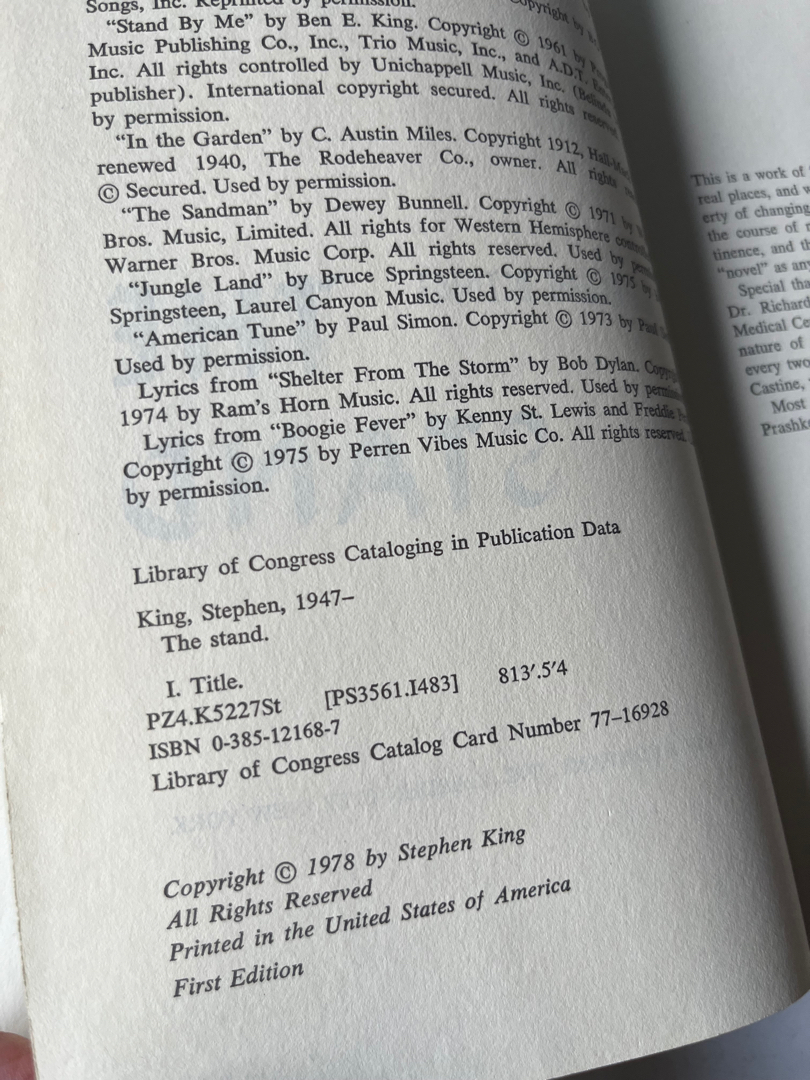 Songs, Inc. Reprinted by permission.
“Stand By Me” by Ben E. King. Copyright © 1961 by
Music Publishing Co., Inc., Trio Music, Inc., and A.D.T.
Inc. All rights controlled by Unichappell Music, Inc. (Belinda
publisher). International copyright secured. All rights reserved
by permission.
“In the Garden” by C. Austin Miles. Copyright 1912, Hall-Mack
renewed 1940, The Rodeheaver Co., owner. All rights
© Secured. Used by permission.
“The Sandman” by Dewey Bunnell. Copyright © 1971 by
Bros. Music, Limited. All rights for Western Hemisphere
Warner Bros. Music Corp. All rights reserved. Used by
“Jungle Land” by Bruce Springsteen. Copyright © 1975
Springsteen, Laurel Canyon Music. Used by permission.
“American Tune” by Paul Simon. Copyright © 1973 by Paul
Used by permission.
Lyrics from “Shelter From The Storm” by Bob Dylan.
1974 by Ram's Horn Music. All rights reserved. Used by
Lyrics from “Boogie Fever” by Kenny St. Lewis and Freddie
Copyright © 1975 by Perren Vibes Music Co. All rights reserved
by permission.
Library of Congress Cataloging in Publication Data
King, Stephen, 1947–
The stand.
I. Title.
PZ4.K5227St [PS3561.I483] 813′.5′4
ISBN 0-385-12168-7
Library of Congress Catalog Card Number 77–16928
Copyright © 1978 by Stephen King
All Rights Reserved
Printed in the United States of America
First Edition
This is a work of
real places, and
erty of changing
the course of
tinence, and
“novel” as
Special
Dr. Richard
Medical
nature of
every two
Castine,
Most